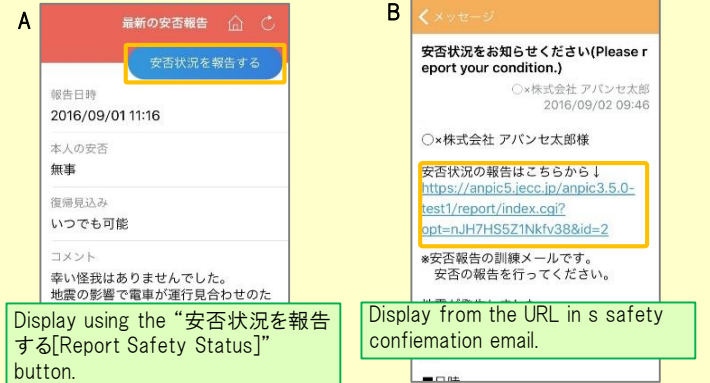 A
最新の安否報告
安否状況を報告する
報告日時
2016/09/01 11:16
本人の安否
無事
復帰見込み
いつでも可能
コメント
幸い怪我はありませんでした。
地震の影響で電車が運行見合わせのた
Display using the “安否状況を報告
する[Report Safety Status]”
button.
B
メッセージ
安否状況をお知らせください(Please r
eport your condition.)
○×株式会社 アバンセ太郎
2016/09/02 09:46
○×株式会社 アバンセ太郎様
安否状況の報告はこちらから↓
https://anpic5.jecc.jp/anpic3.5.0-
test1/report/index.cgi?
opt=nJH7HS5Z1Nkfv38&id=2
※安否報告の訓練メールです。
安否の報告を行ってください。
Display from the URL in s safety
confiemation email.
■日時